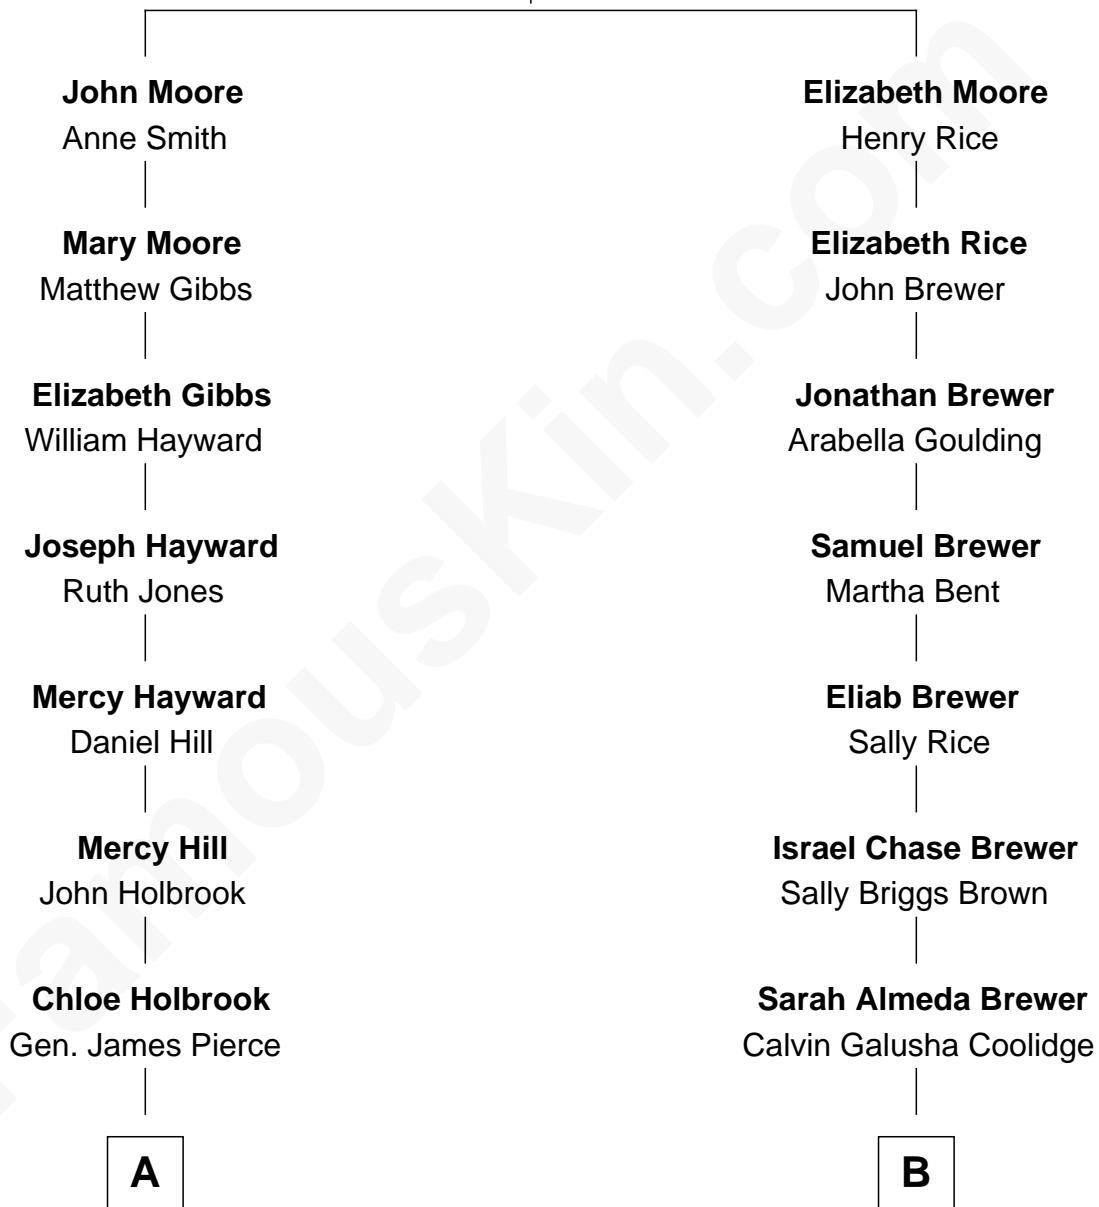 John Moore
Anne Smith
Elizabeth Moore
Henry Rice
Mary Moore
Matthew Gibbs
Elizabeth Rice
John Brewer
Elizabeth Gibbs
William Hayward
Jonathan Brewer
Arabella Goulding
Joseph Hayward
Ruth Jones
Samuel Brewer
Martha Bent
Mercy Hayward
Daniel Hill
Eliab Brewer
Sally Rice
Mercy Hill
John Holbrook
Israel Chase Brewer
Sally Briggs Brown
Chloe Holbrook
Gen. James Pierce
Sarah Almeda Brewer
Calvin Galusha Coolidge
A
B
FamousKin.com